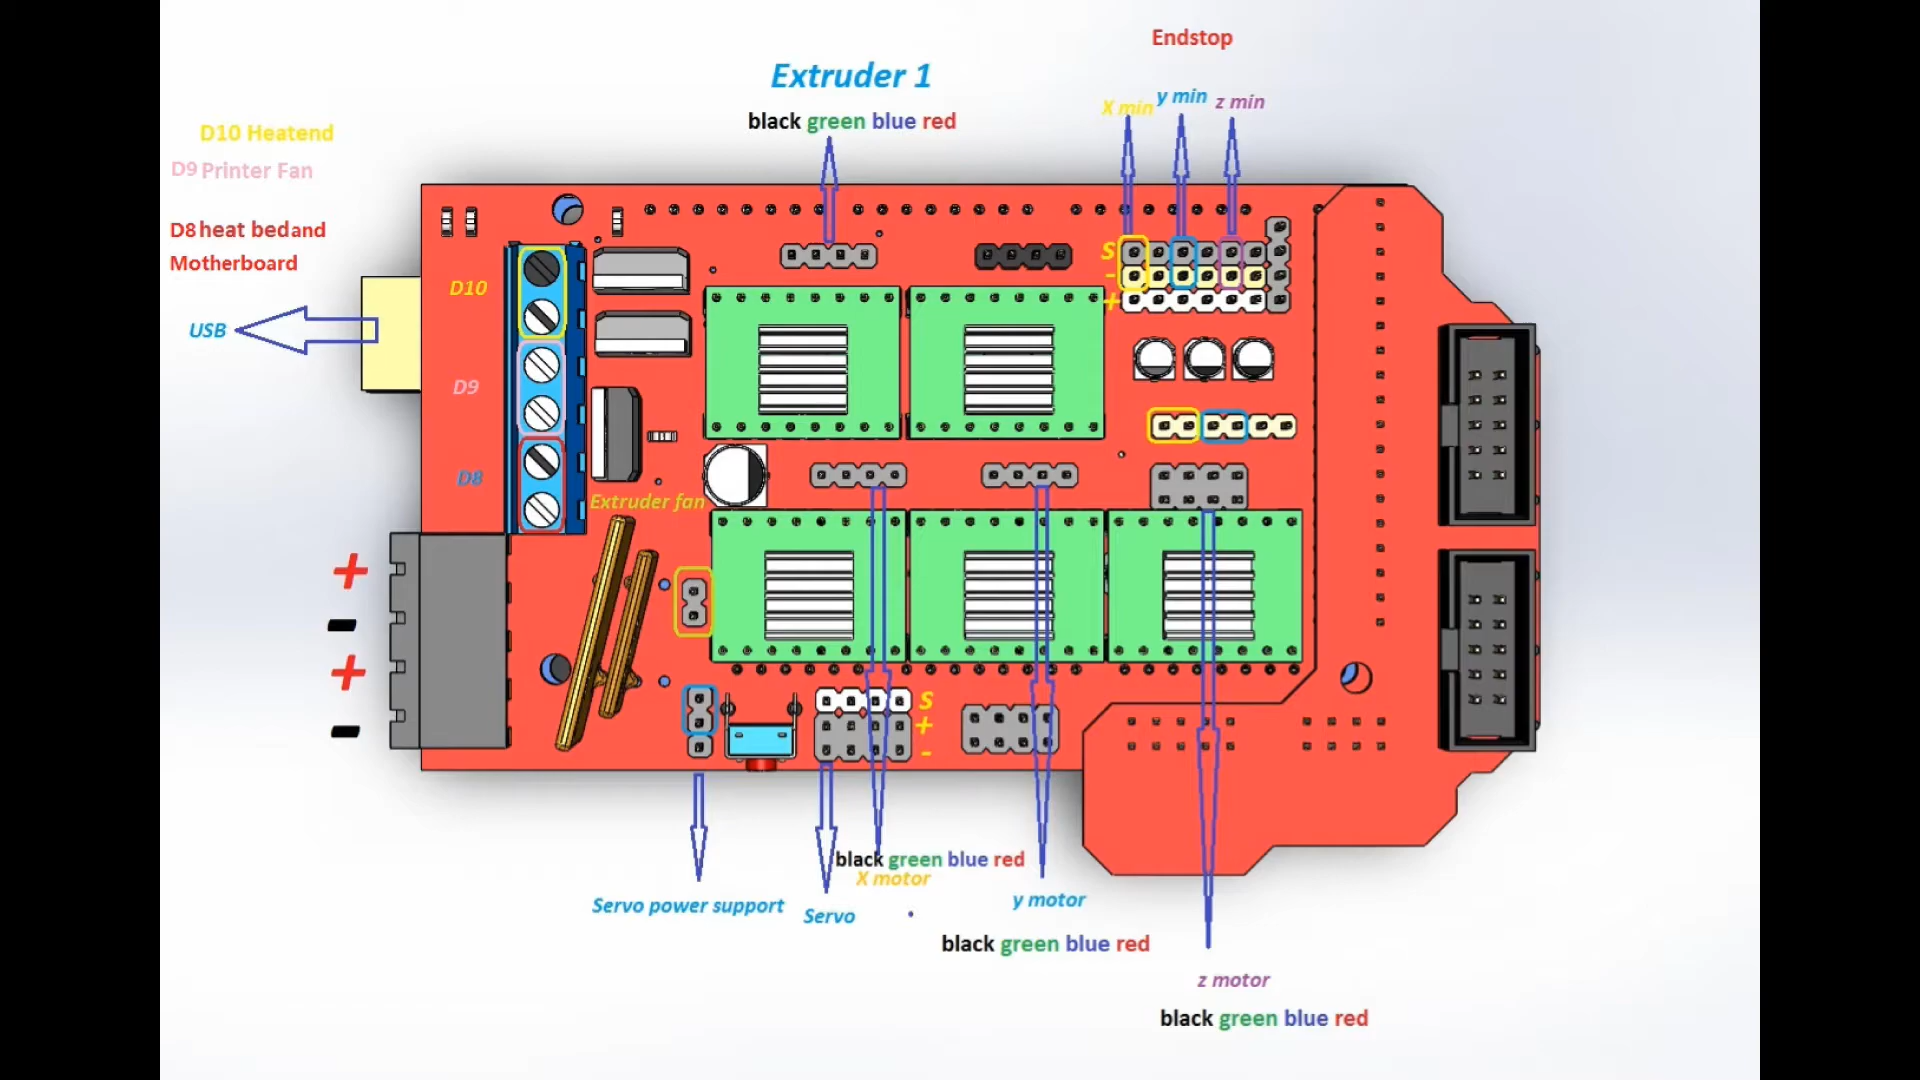 Endstop
Extruder 1
X min y min z min
black green blue red
D10 Heatend
D9 Printer Fan
D8 heat bed and
Motherboard
S
-
+
D10
USB
D9
D8
Extruder fan
+
-
+
-
S
+
-
black green blue red
X motor
Servo power support
Servo
y motor
black green blue red
z motor
black green blue red